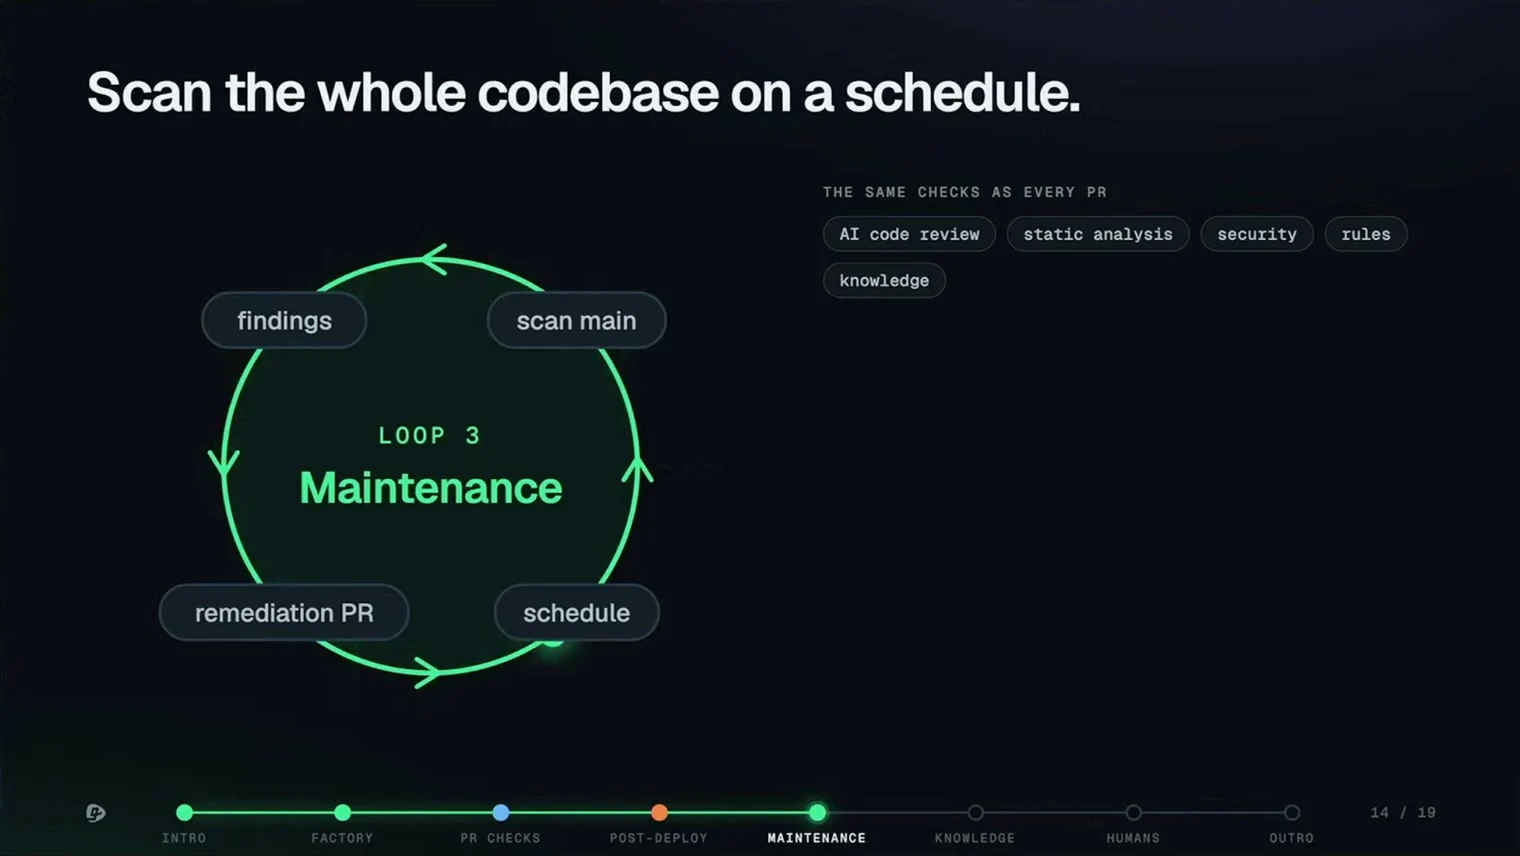 Scan the whole codebase on a schedule.
THE SAME CHECKS AS EVERY PR
AI code review static analysis security rules
knowledge
findings scan main
LOOP 3
Maintenance
remediation PR schedule
14 / 19
INTRO FACTORY PR CHECKS POST-DEPLOY MAINTENANCE KNOWLEDGE HUMANS OUTRO